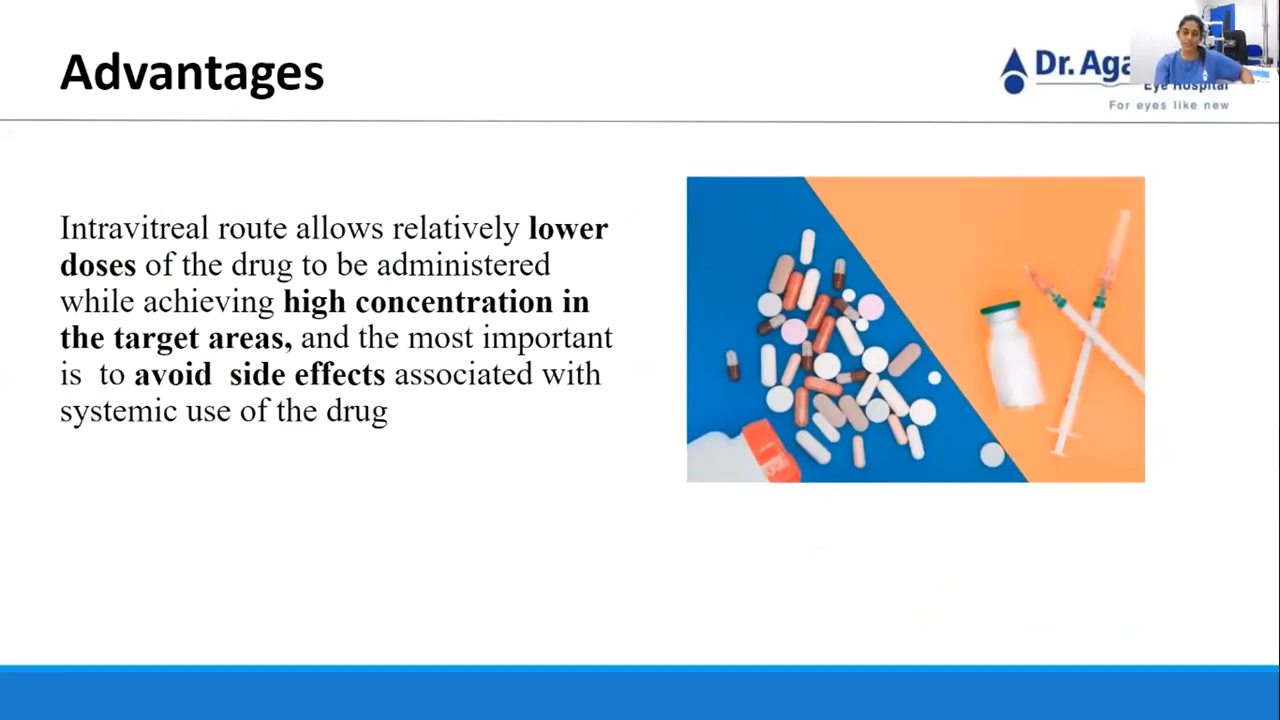 Advantages
Dr. Aga
Eye Hospital
For eyes like new
Intravitreal route allows relatively lower
doses of the drug to be administered
while achieving high concentration in
the target areas, and the most important
is  to avoid  side effects associated with
systemic use of the drug